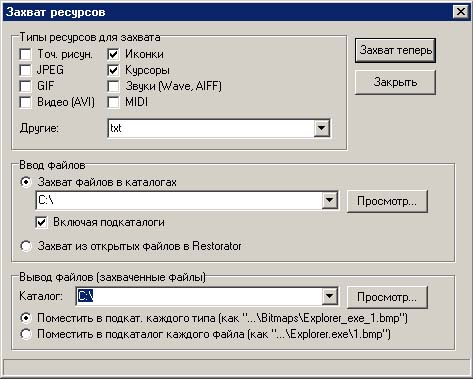 Захват ресурсов
Типы ресурсов для захвата
Точ. рисун.
Иконки
JPEG
Курсоры
GIF
Звуки (Wave, AIFF)
Видео (AVI)
MIDI
Другие:
txt
Захват теперь
Закрыть
Ввод файлов
Захват файлов в каталогах
C:\
Просмотр...
Включая подкаталоги
Захват из открытых файлов в Restorator
Вывод файлов (захваченные файлы)
Каталог:
C:\
Просмотр...
Поместить в подкат. каждого типа (как "...\Bitmaps\Explorer_exe_1.bmp")
Поместить в подкаталог каждого файла (как "...\Explorer.exe\1.bmp")